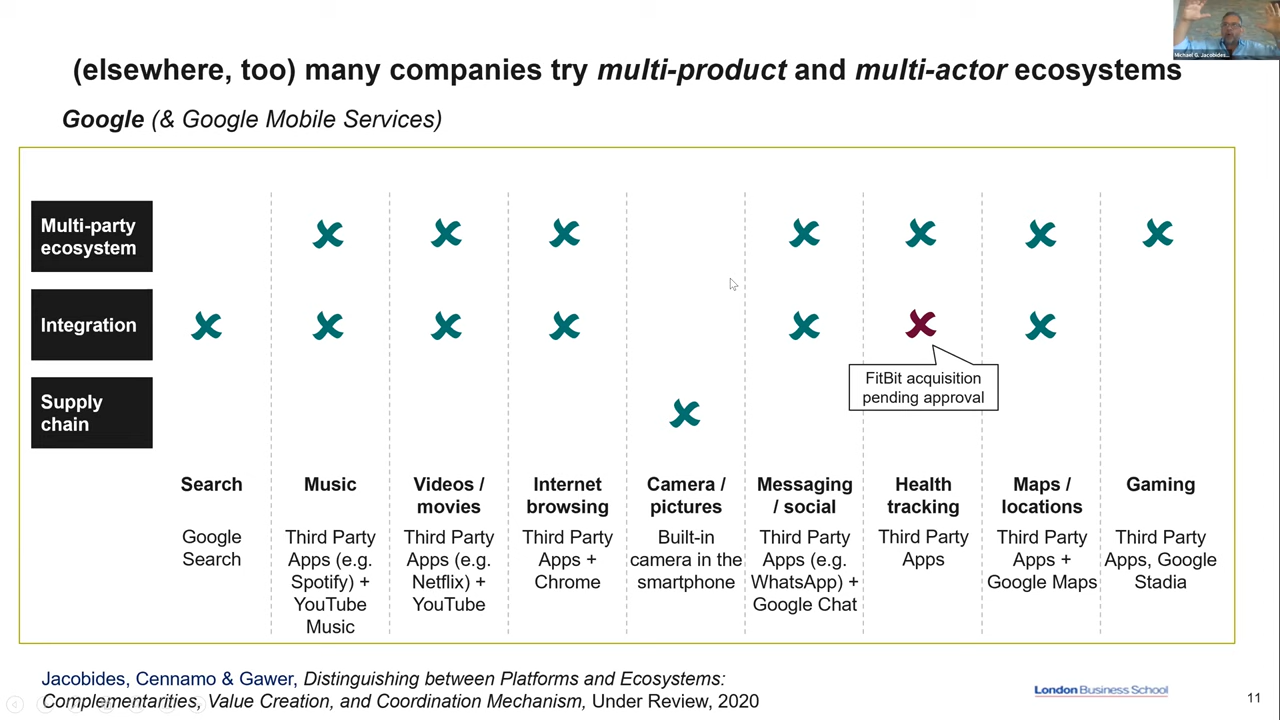 Michael G. Jacobides...
(elsewhere, too) many companies try multi-product and multi-actor ecosystems
Google (& Google Mobile Services)
Multi-party
ecosystem
Integration
FitBit acquisition
pending approval
Supply
chain
Search
Google
Search
Music
Third Party
Apps (e.g.
Spotify) +
YouTube
Music
Videos /
movies
Third Party
Apps (e.g.
Netflix) +
YouTube
Internet
browsing
Third Party
Apps +
Chrome
Camera /
pictures
Built-in
camera in the
smartphone
Messaging
/ social
Third Party
Apps (e.g.
WhatsApp) +
Google Chat
Health
tracking
Third Party
Apps
Maps /
locations
Third Party
Apps +
Google Maps
Gaming
Third Party
Apps, Google
Stadia
Jacobides, Cennamo & Gawer, Distinguishing between Platforms and Ecosystems:
Complementarities, Value Creation, and Coordination Mechanism, Under Review, 2020
London Business School
11